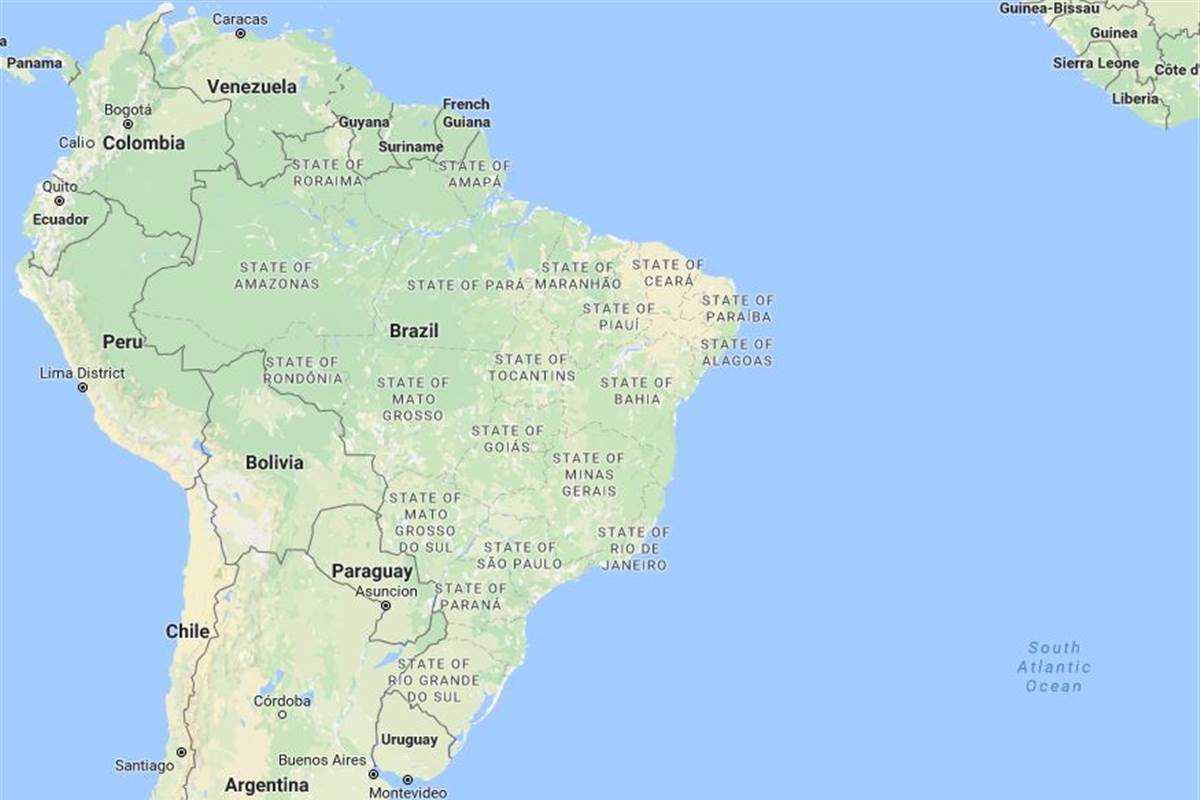 Guinea-Bissau
Caracas
Guinea
a
Panama
Sierra Leone
Côte d'
Venezuela
Liberia
Bogotá
French
Guiana
Guyana
Calio
Colombia
Suriname
STATE OF
RORAIMA
STATE OF
AMAPÁ
Quito
Ecuador
STATE OF
AMAZONAS
STATE OF PARÁ
STATE OF
MARANHÃO
STATE OF
CEARÁ
STATE OF
PIAUÍ
STATE OF
PARAÍBA
Brazil
Peru
STATE OF
ALAGOAS
Lima District
STATE OF
RONDÔNIA
STATE OF
TOCANTINS
STATE OF
MATO
GROSSO
STATE OF
BAHIA
STATE OF
GOIÁS
Bolivia
STATE OF
MINAS
GERAIS
STATE OF
MATO
GROSSO
DO SUL
STATE OF
SÃO PAULO
STATE OF
RIO DE
JANEIRO
Paraguay
Asuncion
STATE OF
PARANÁ
Chile
South
Atlantic
Ocean
STATE OF
RIO GRANDE
DO SUL
Córdoba
Uruguay
Santiago
Buenos Aires
Argentina
Montevideo